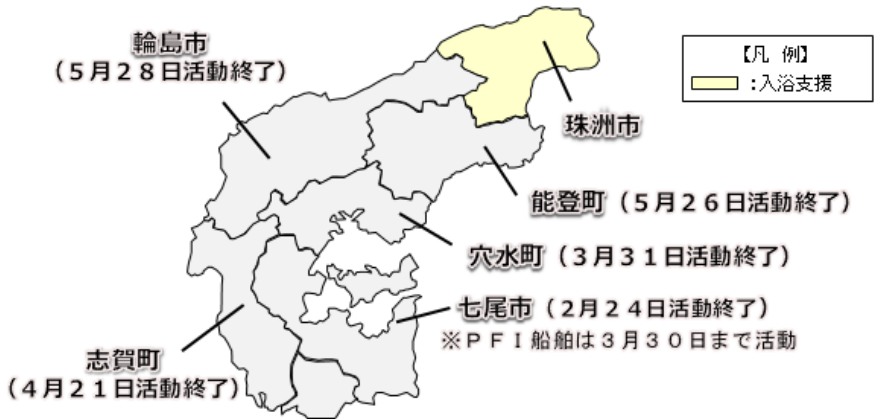 輪島市
（５月２８日活動終了）
【凡 例】
：入浴支援
珠洲市
能登町（５月２６日活動終了）
穴水町（３月３１日活動終了）
七尾市（２月２４日活動終了）
※ＰＦＩ船舶は３月３０日まで活動
志賀町
（４月２１日活動終了）